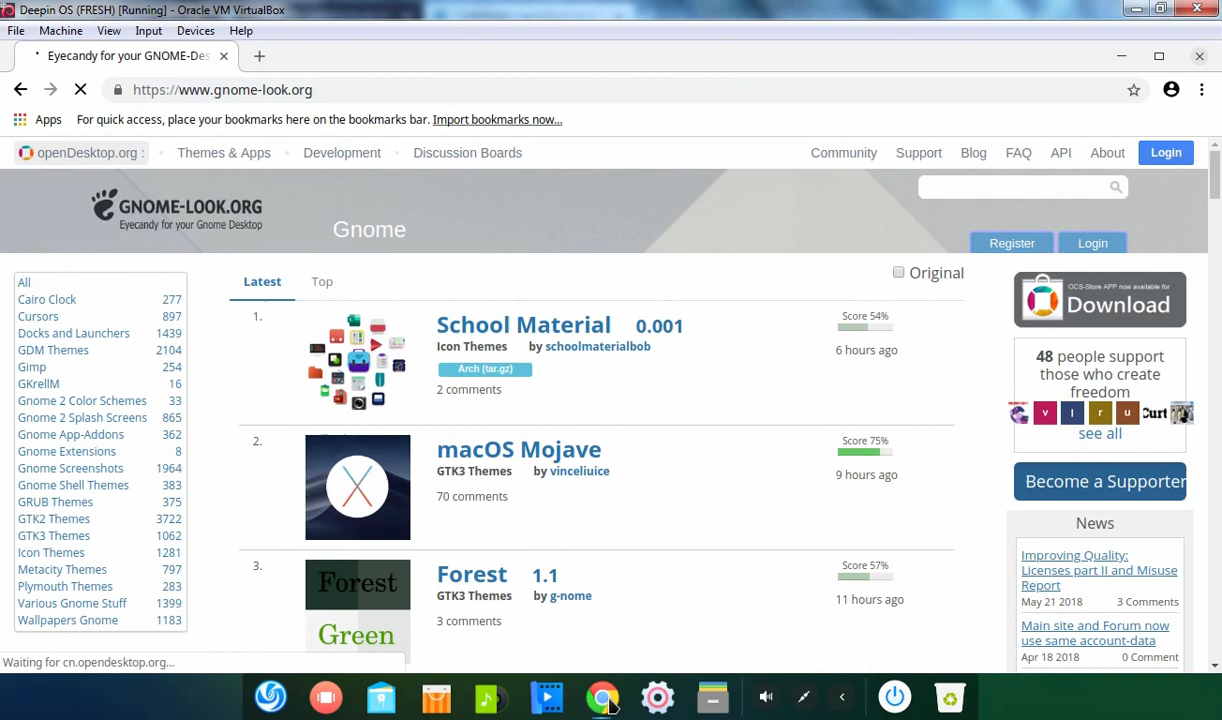 Deepin OS (FRESH) [Running] - Oracle VM VirtualBox
File Machine View Input Devices Help
Eyecandy for your GNOME-Des
https://www.gnome-look.org
Apps For quick access, place your bookmarks here on the bookmarks bar. Import bookmarks now...
openDesktop.org : Themes & Apps Development Discussion Boards Community Support Blog FAQ API About Login
GNOME-LOOK.ORG
Eyecandy for your Gnome Desktop
Gnome
Register Login
All
Cairo Clock 277
Cursors 897
Docks and Launchers 1439
GDM Themes 2104
Gimp 254
GKrellM 16
Gnome 2 Color Schemes 33
Gnome 2 Splash Screens 865
Gnome App-Addons 362
Gnome Extensions 8
Gnome Screenshots 1964
Gnome Shell Themes 383
GRUB Themes 375
GTK2 Themes 3722
GTK3 Themes 1062
Icon Themes 1281
Metacity Themes 797
Plymouth Themes 283
Various Gnome Stuff 1399
Wallpapers Gnome 1183
Latest Top Original
1. School Material 0.001 Score 54%
Icon Themes by schoolmaterialbob 6 hours ago
Arch (tar.gz)
2 comments
2. macOS Mojave Score 75%
GTK3 Themes by vinceliuice 9 hours ago
70 comments
3. Forest 1.1 Score 57%
GTK3 Themes by g-nome 11 hours ago
3 comments
Forest
Green
OCS-Store APP now available for
Download
48 people support
those who create
freedom
v l r u Curt
see all
Become a Supporter
News
Improving Quality:
Licenses part II and Misuse
Report
May 21 2018 3 Comments
Main site and Forum now
use same account-data
Apr 18 2018 0 Comment
Waiting for cn.opendesktop.org...